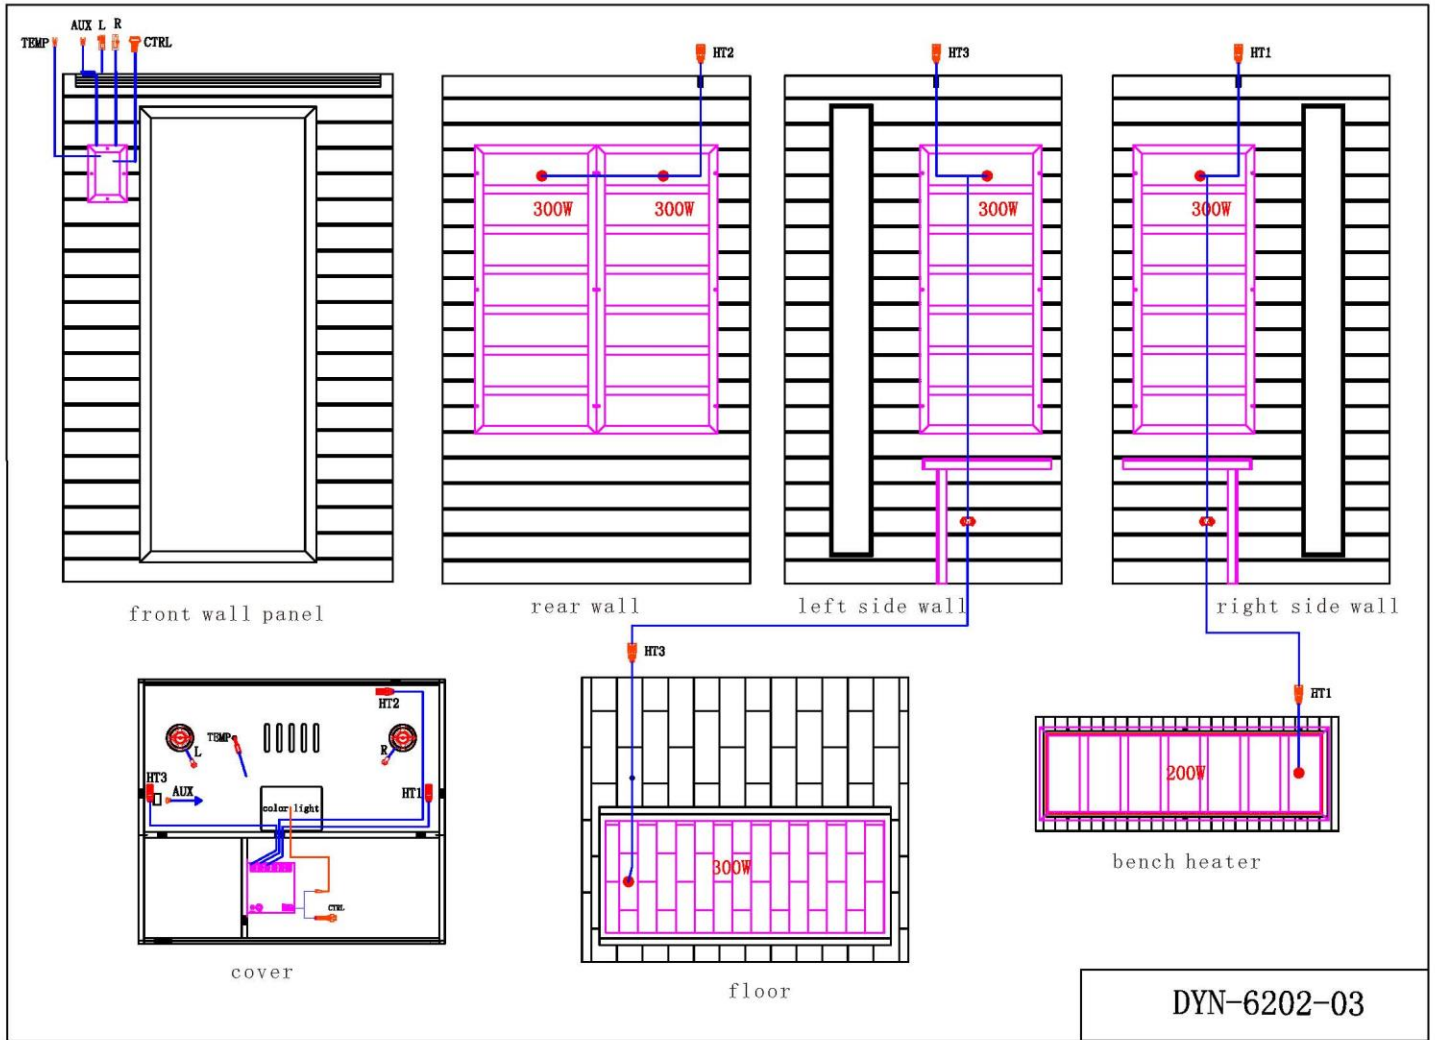 TEMP AUX L R CTRL
HT2
HT3
HT1
300W 300W
300W
300W
front wall panel
rear wall
left side wall
right side wall
HT3
HT1
HT2
L
TEMP
R
HT3
AUX
HT1
color light
CTRL
cover
300W
floor
200W
bench heater
DYN-6202-03